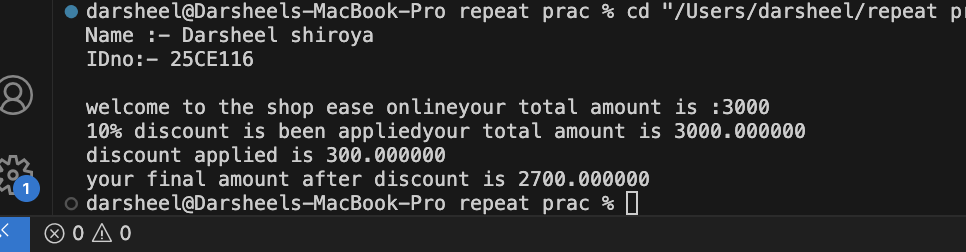 darsheel@Darsheels-MacBook-Pro repeat prac % cd "/Users/darsheel/repeat
Name :- Darsheel shiroya
IDno:- 25CE116
welcome to the shop ease onlineyour total amount is :3000
10% discount is been appliedyour total amount is 3000.000000
discount applied is 300.000000
your final amount after discount is 2700.000000
darsheel@Darsheels-MacBook-Pro repeat prac %
1
0 0